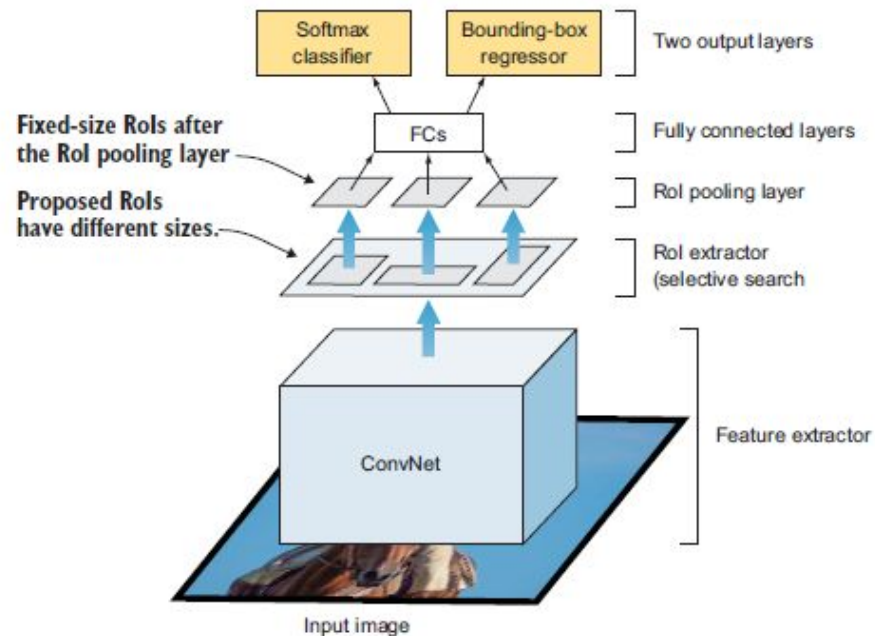 Softmax
classifier
Bounding-box
regressor
Two output layers
Fixed-size RoIs after
the RoI pooling layer
FCs
Fully connected layers
RoI pooling layer
Proposed RoIs
have different sizes.
RoI extractor
(selective search
ConvNet
Feature extractor
Input image